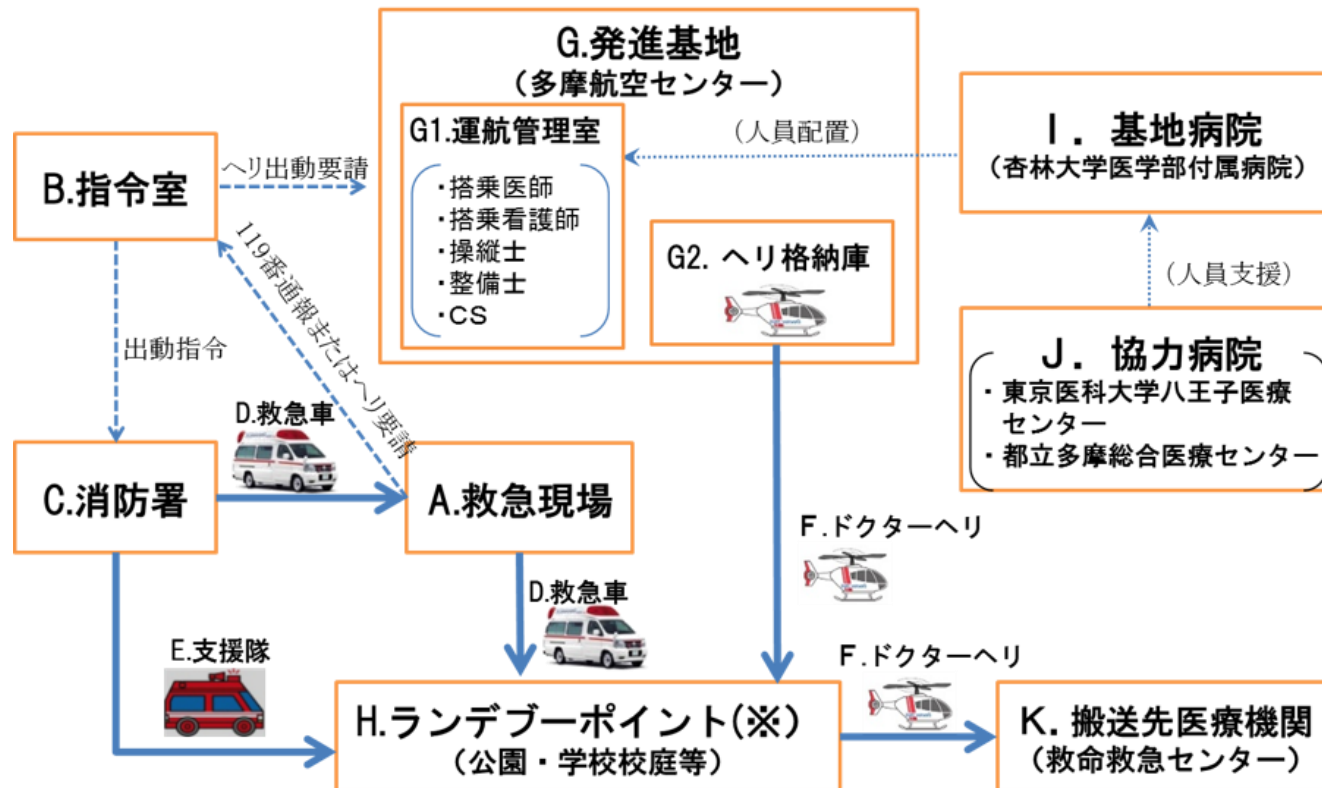 G.発進基地
（多摩航空センター）
G1.運航管理室
・搭乗医師
・搭乗看護師
・操縦士
・整備士
・CS
G2. ヘリ格納庫
（人員配置）
Ｉ．基地病院
（杏林大学医学部付属病院）
（人員支援）
Ｊ．協力病院
・東京医科大学八王子医療
センター
・都立多摩総合医療センター
B.指令室
ヘリ出動要請
119番通報またはヘリ要請
出動指令
D.救急車
C.消防署
A.救急現場
D.救急車
E.支援隊
Ｆ.ドクターヘリ
Ｆ.ドクターヘリ
H.ランデブーポイント(※)
（公園・学校校庭等）
K. 搬送先医療機関
（救命救急センター）